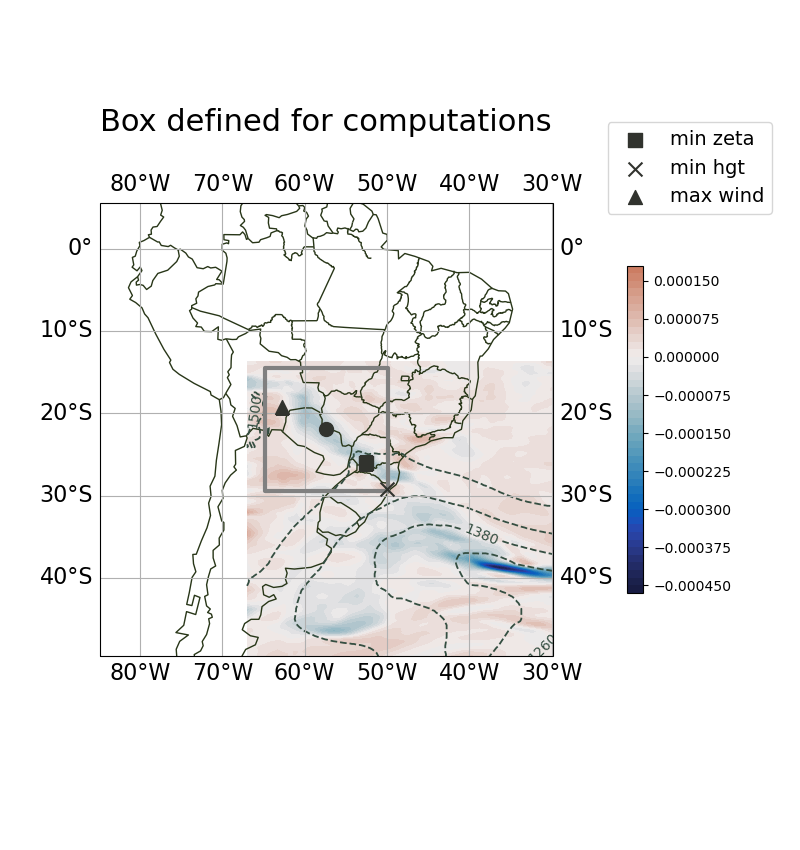 Box defined for computations
min zeta
min hgt
max wind
80°W 70°W 60°W 50°W 40°W 30°W
0° 0°
10°S 10°S
20°S 20°S
30°S 30°S
40°S 40°S
80°W 70°W 60°W 50°W 40°W 30°W
1500
1380
1260
0.000150
0.000075
0.000000
−0.000075
−0.000150
−0.000225
−0.000300
−0.000375
−0.000450